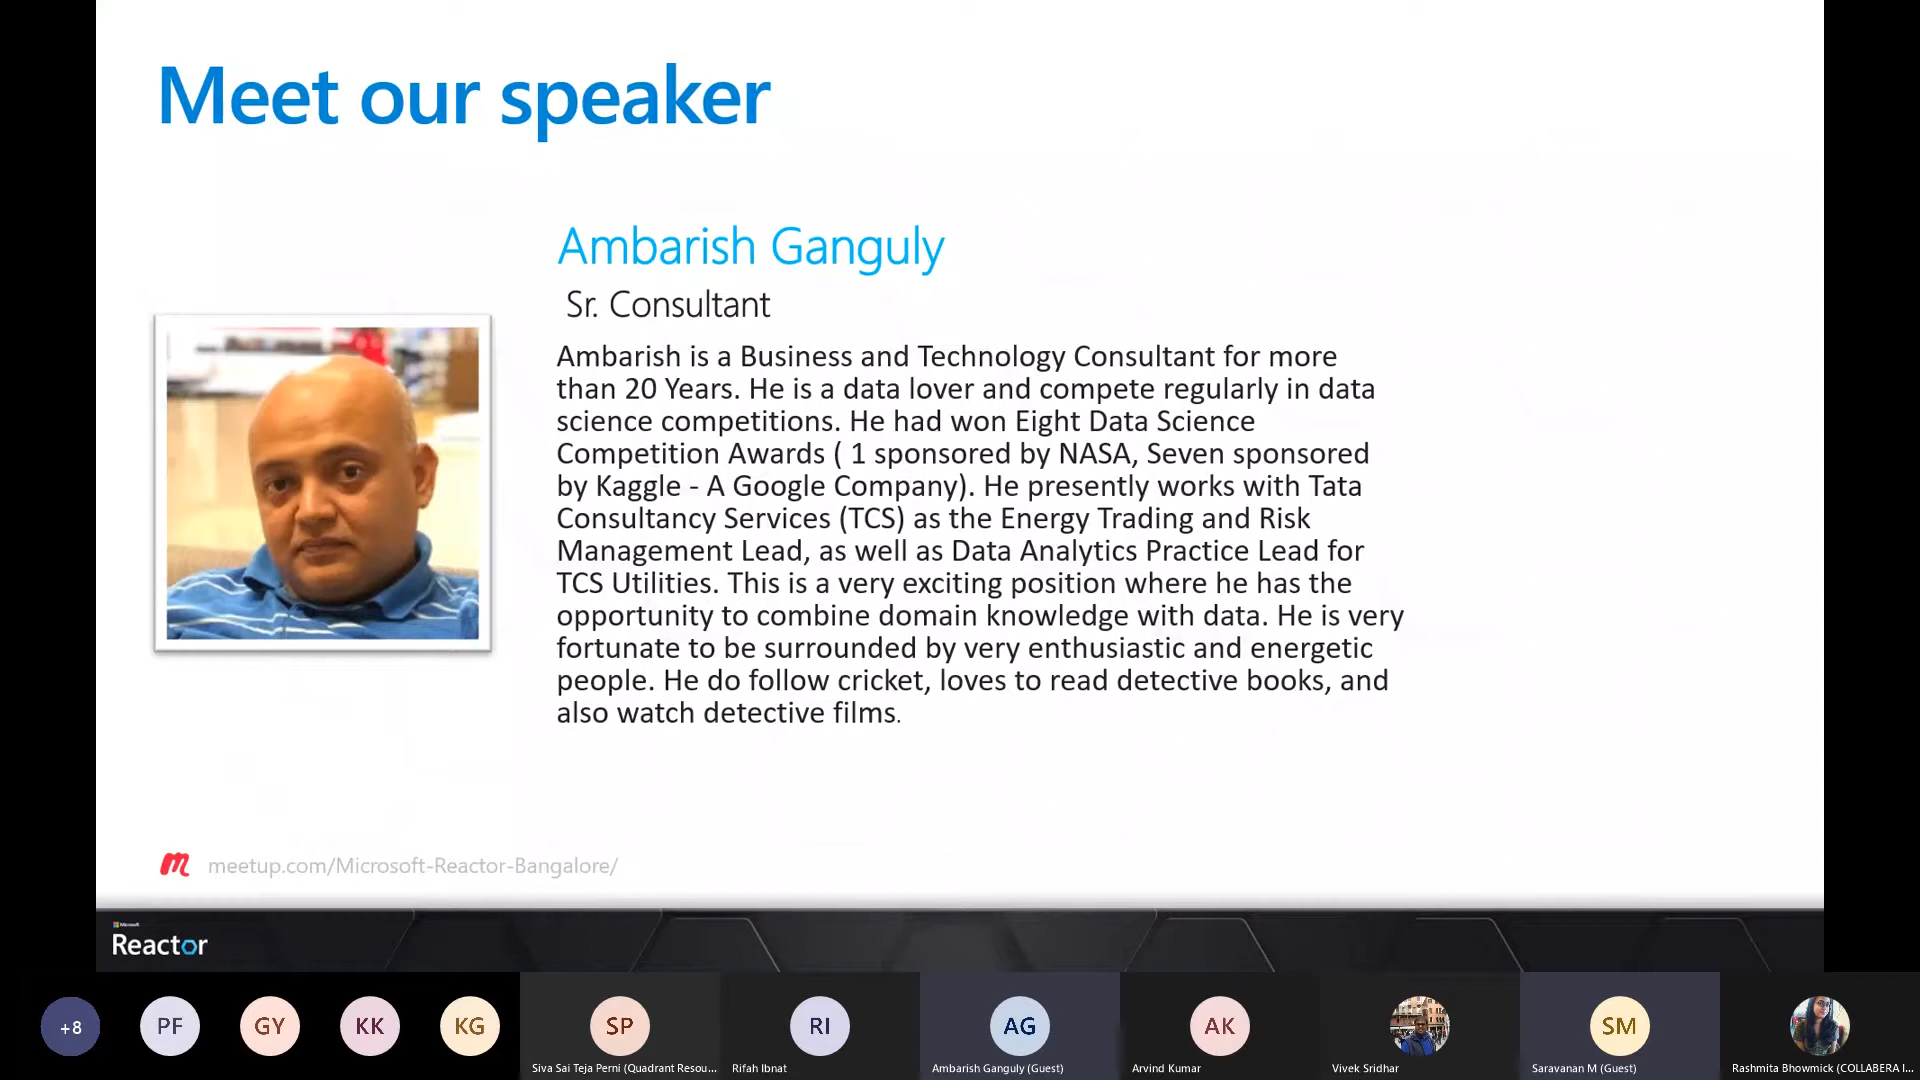 Meet our speaker
Ambarish Ganguly
Sr. Consultant
Ambarish is a Business and Technology Consultant for more
than 20 Years. He is a data lover and compete regularly in data
science competitions. He had won Eight Data Science
Competition Awards ( 1 sponsored by NASA, Seven sponsored
by Kaggle - A Google Company). He presently works with Tata
Consultancy Services (TCS) as the Energy Trading and Risk
Management Lead, as well as Data Analytics Practice Lead for
TCS Utilities. This is a very exciting position where he has the
opportunity to combine domain knowledge with data. He is very
fortunate to be surrounded by very enthusiastic and energetic
people. He do follow cricket, loves to read detective books, and
also watch detective films.
meetup.com/Microsoft-Reactor-Bangalore/
Microsoft
Reactor
+8
PF
GY
KK
KG
SP
RI
AG
AK
SM
Siva Sai Teja Perni (Quadrant Resou...
Rifah Ibnat
Ambarish Ganguly (Guest)
Arvind Kumar
Vivek Sridhar
Saravanan M (Guest)
Rashmita Bhowmick (COLLABERA I...